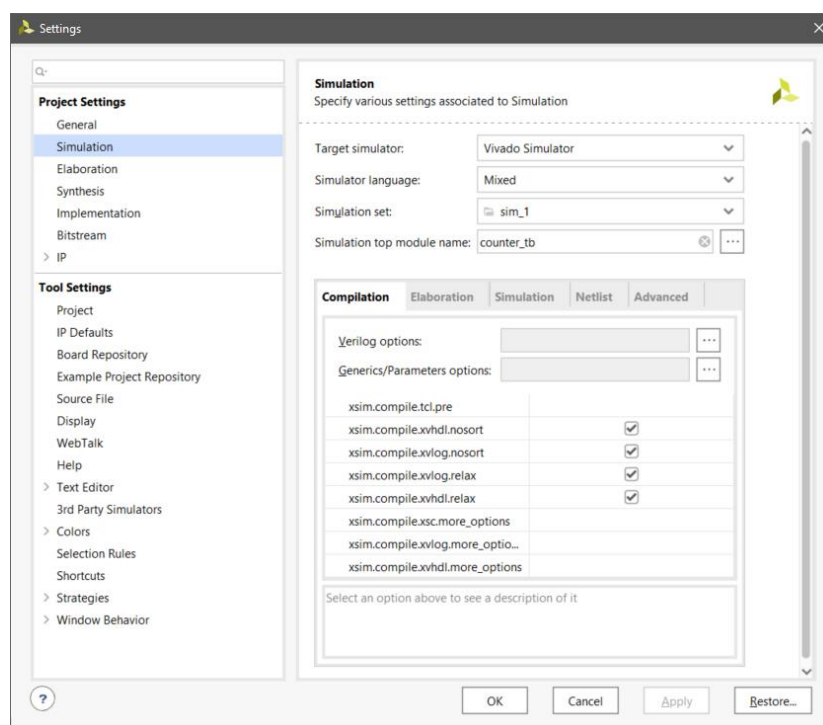 Settings
Project Settings
General
Simulation
Elaboration
Synthesis
Implementation
Bitstream
IP
Tool Settings
Project
IP Defaults
Board Repository
Example Project Repository
Source File
Display
WebTalk
Help
Text Editor
3rd Party Simulators
Colors
Selection Rules
Shortcuts
Strategies
Window Behavior
Simulation
Specify various settings associated to Simulation
Target simulator: Vivado Simulator
Simulator language: Mixed
Simulation set: sim_1
Simulation top module name: counter_tb ...
Compilation Elaboration Simulation Netlist Advanced
Verilog options: ...
Generics/Parameters options: ...
xsim.compile.tcl.pre
xsim.compile.xvhdl.nosort
xsim.compile.xvlog.nosort
xsim.compile.xvlog.relax
xsim.compile.xvhdl.relax
xsim.compile.xsc.more_options
xsim.compile.xvlog.more_optio...
xsim.compile.xvhdl.more_options
Select an option above to see a description of it
? OK Cancel Apply Restore...